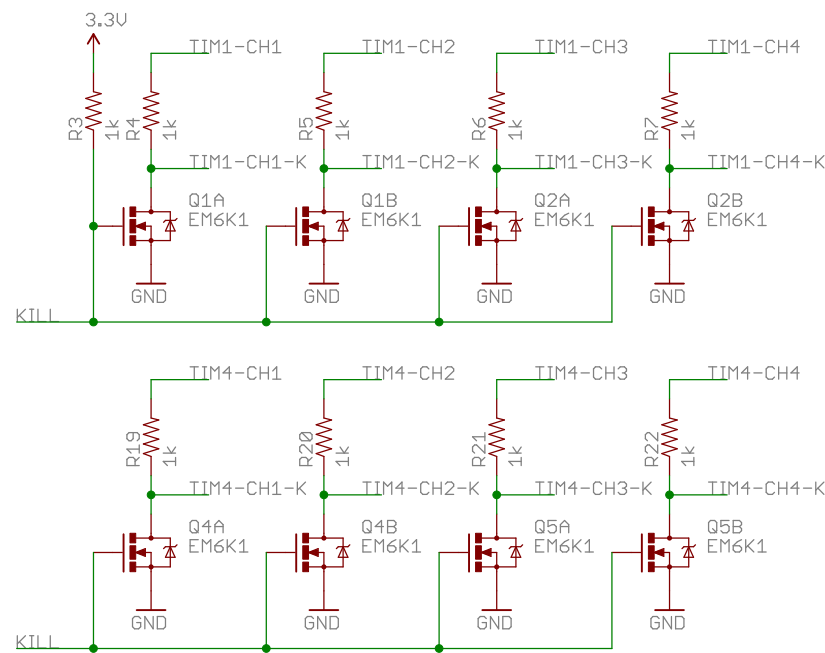 3.3V
TIM1-CH1 TIM1-CH2 TIM1-CH3 TIM1-CH4
R3 1k R4 1k R5 1k R6 1k R7 1k
TIM1-CH1-K TIM1-CH2-K TIM1-CH3-K TIM1-CH4-K
Q1A Q1B Q2A Q2B
EM6K1 EM6K1 EM6K1 EM6K1
GND GND GND GND
KILL
TIM4-CH1 TIM4-CH2 TIM4-CH3 TIM4-CH4
R19 1k R20 1k R21 1k R22 1k
TIM4-CH1-K TIM4-CH2-K TIM4-CH3-K TIM4-CH4-K
Q4A Q4B Q5A Q5B
EM6K1 EM6K1 EM6K1 EM6K1
GND GND GND GND
KILL